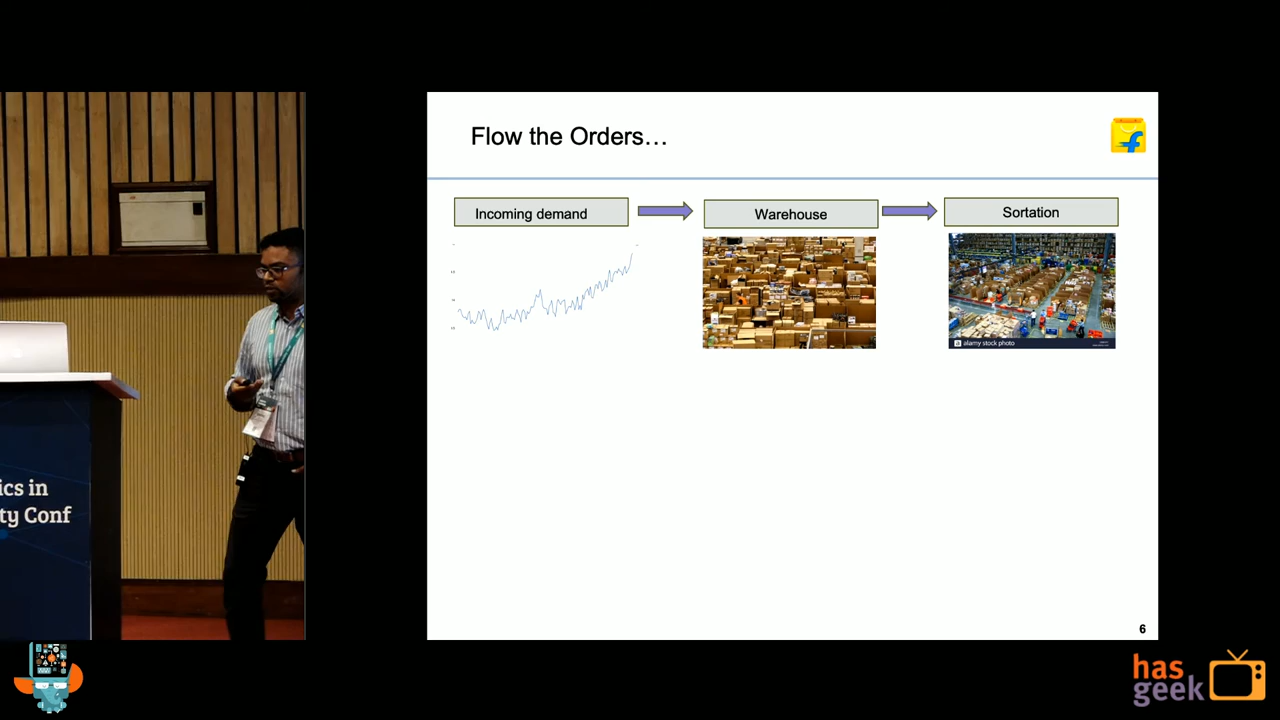 Flow the Orders…
Incoming demand
Warehouse
Sortation
a alamy stock photo
6
ics in
ty Conf
has
geek